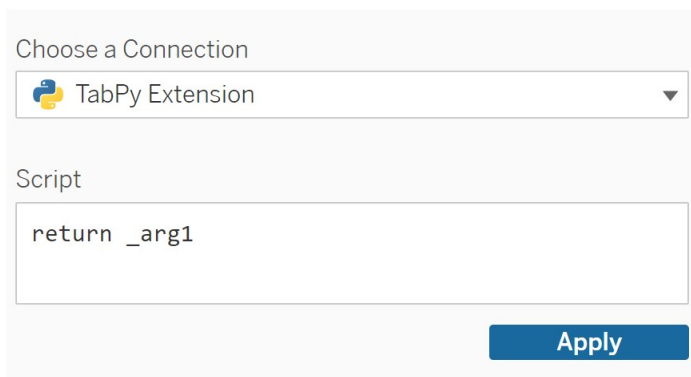 Choose a Connection
TabPy Extension
Script
return _arg1
Apply